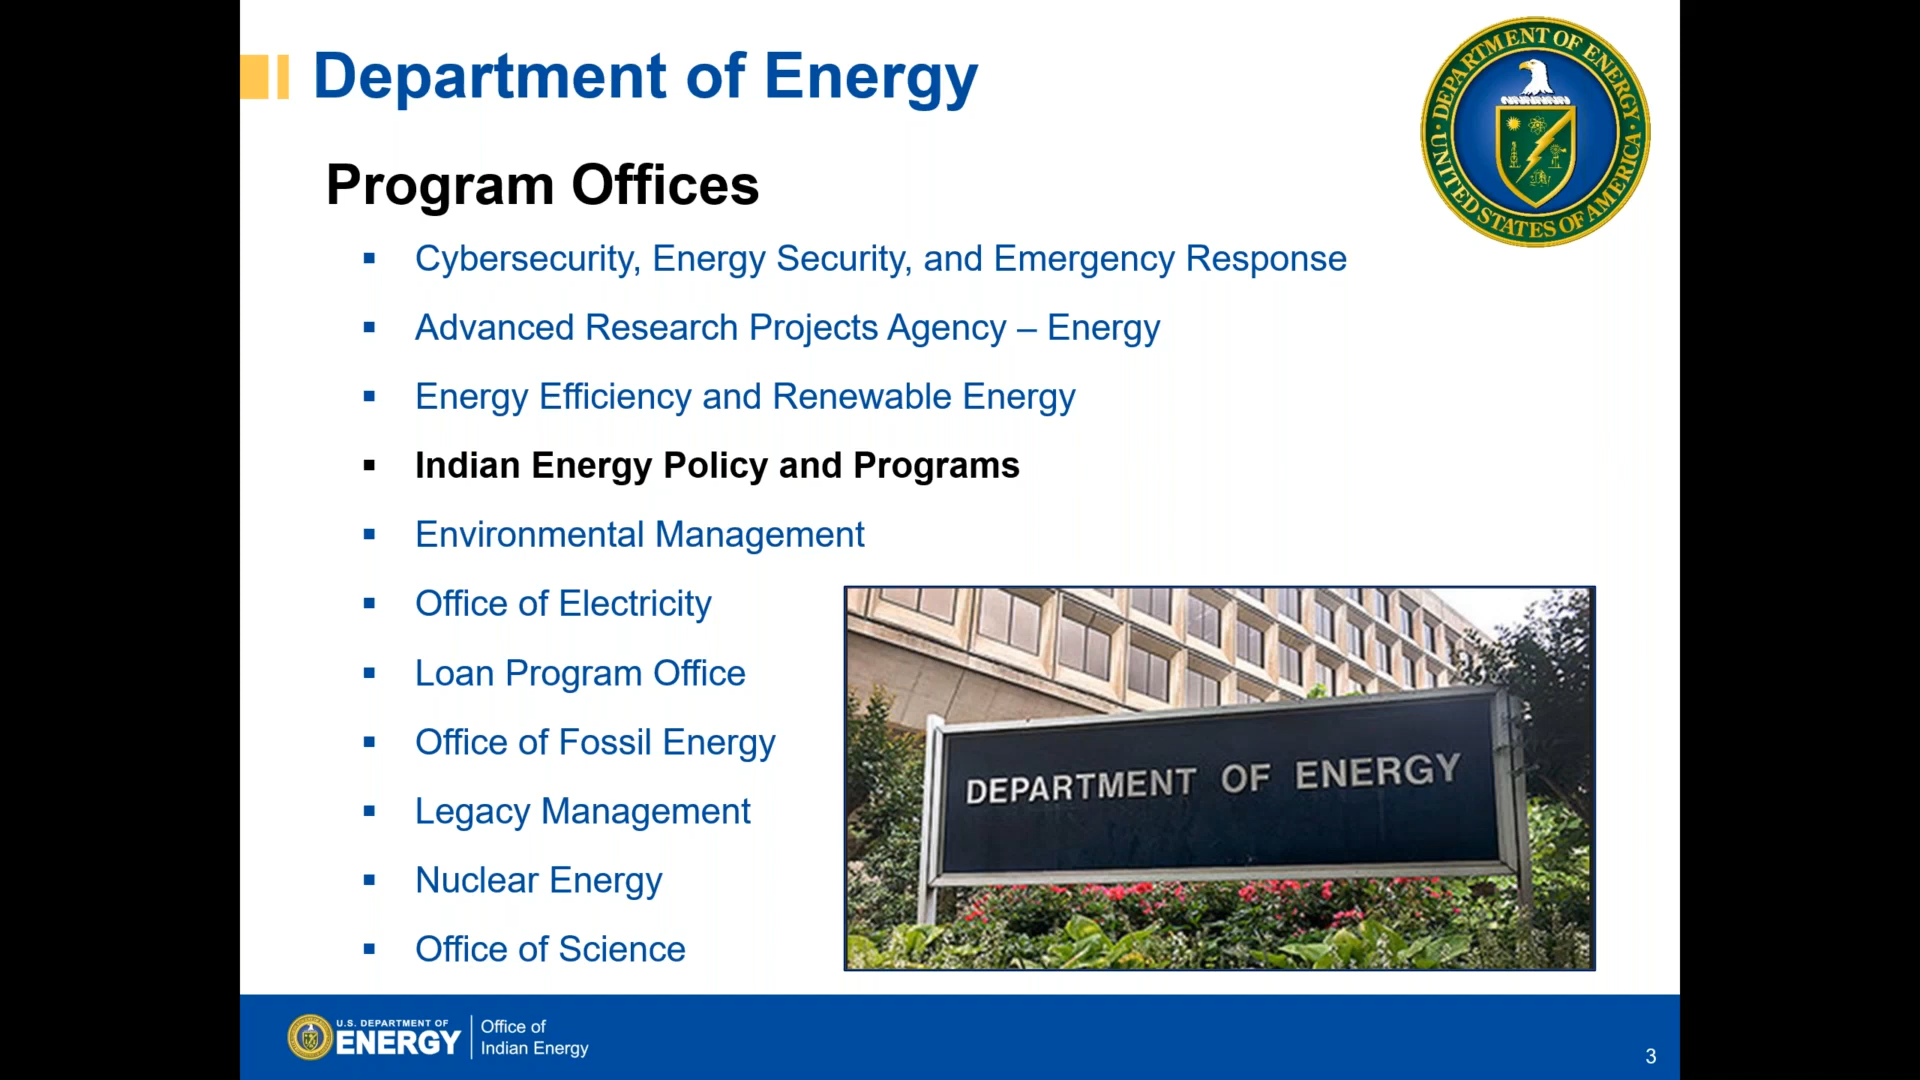 Department of Energy
DEPARTMENT OF ENERGY
UNITED STATES OF AMERICA
Program Offices
▪ Cybersecurity, Energy Security, and Emergency Response
▪ Advanced Research Projects Agency – Energy
▪ Energy Efficiency and Renewable Energy
▪ Indian Energy Policy and Programs
▪ Environmental Management
▪ Office of Electricity
▪ Loan Program Office
▪ Office of Fossil Energy
▪ Legacy Management
▪ Nuclear Energy
▪ Office of Science
DEPARTMENT OF ENERGY
U.S. DEPARTMENT OF
ENERGY
Office of
Indian Energy
3